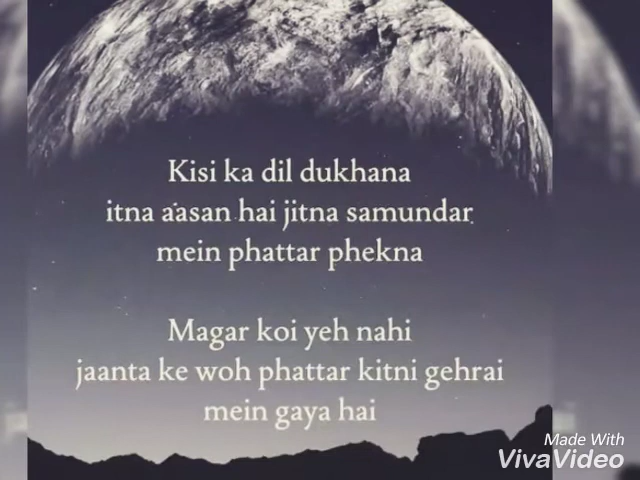 Kisi ka dil dukhana
itna aasan hai jitna samundar
mein phattar phekna
Magar koi yeh nahi
jaanta ke woh phattar kitni gehrai
mein gaya hai
Made With
VivaVideo